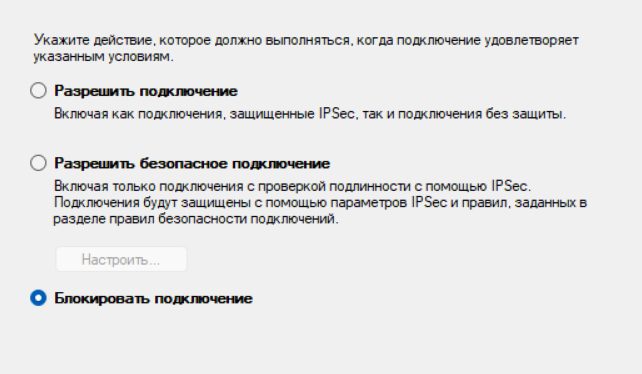 Укажите действие, которое должно выполняться, когда подключение удовлетворяет
указанным условиям.
Разрешить подключение
Включая как подключения, защищенные IPSec, так и подключения без защиты.
Разрешить безопасное подключение
Включая только подключения с проверкой подлинности с помощью IPSec.
Подключения будут защищены с помощью параметров IPSec и правил, заданных в
разделе правил безопасности подключений.
Настроить...
Блокировать подключение